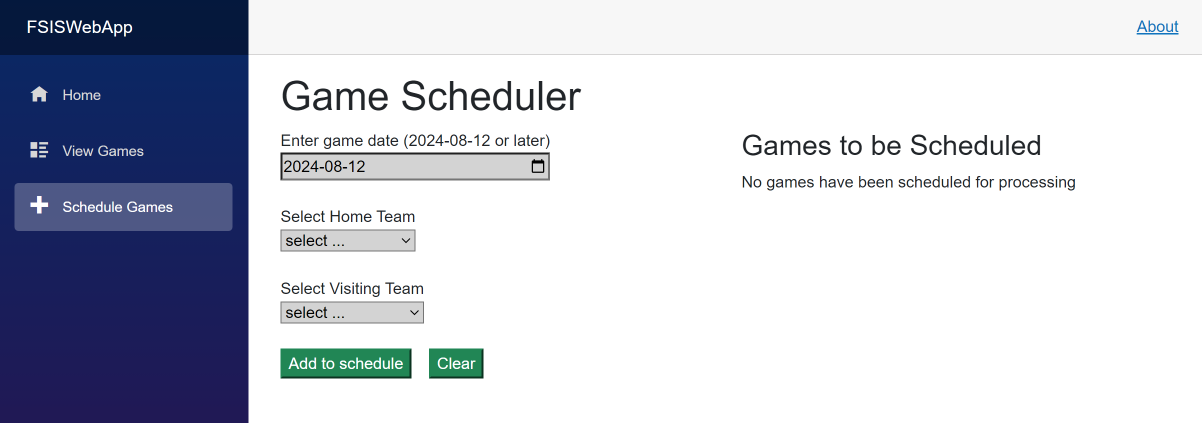 FSISWebApp
About
Home
View Games
Schedule Games
Game Scheduler
Enter game date (2024-08-12 or later)
2024-08-12
Select Home Team
select ...
Select Visiting Team
select ...
Add to schedule
Clear
Games to be Scheduled
No games have been scheduled for processing